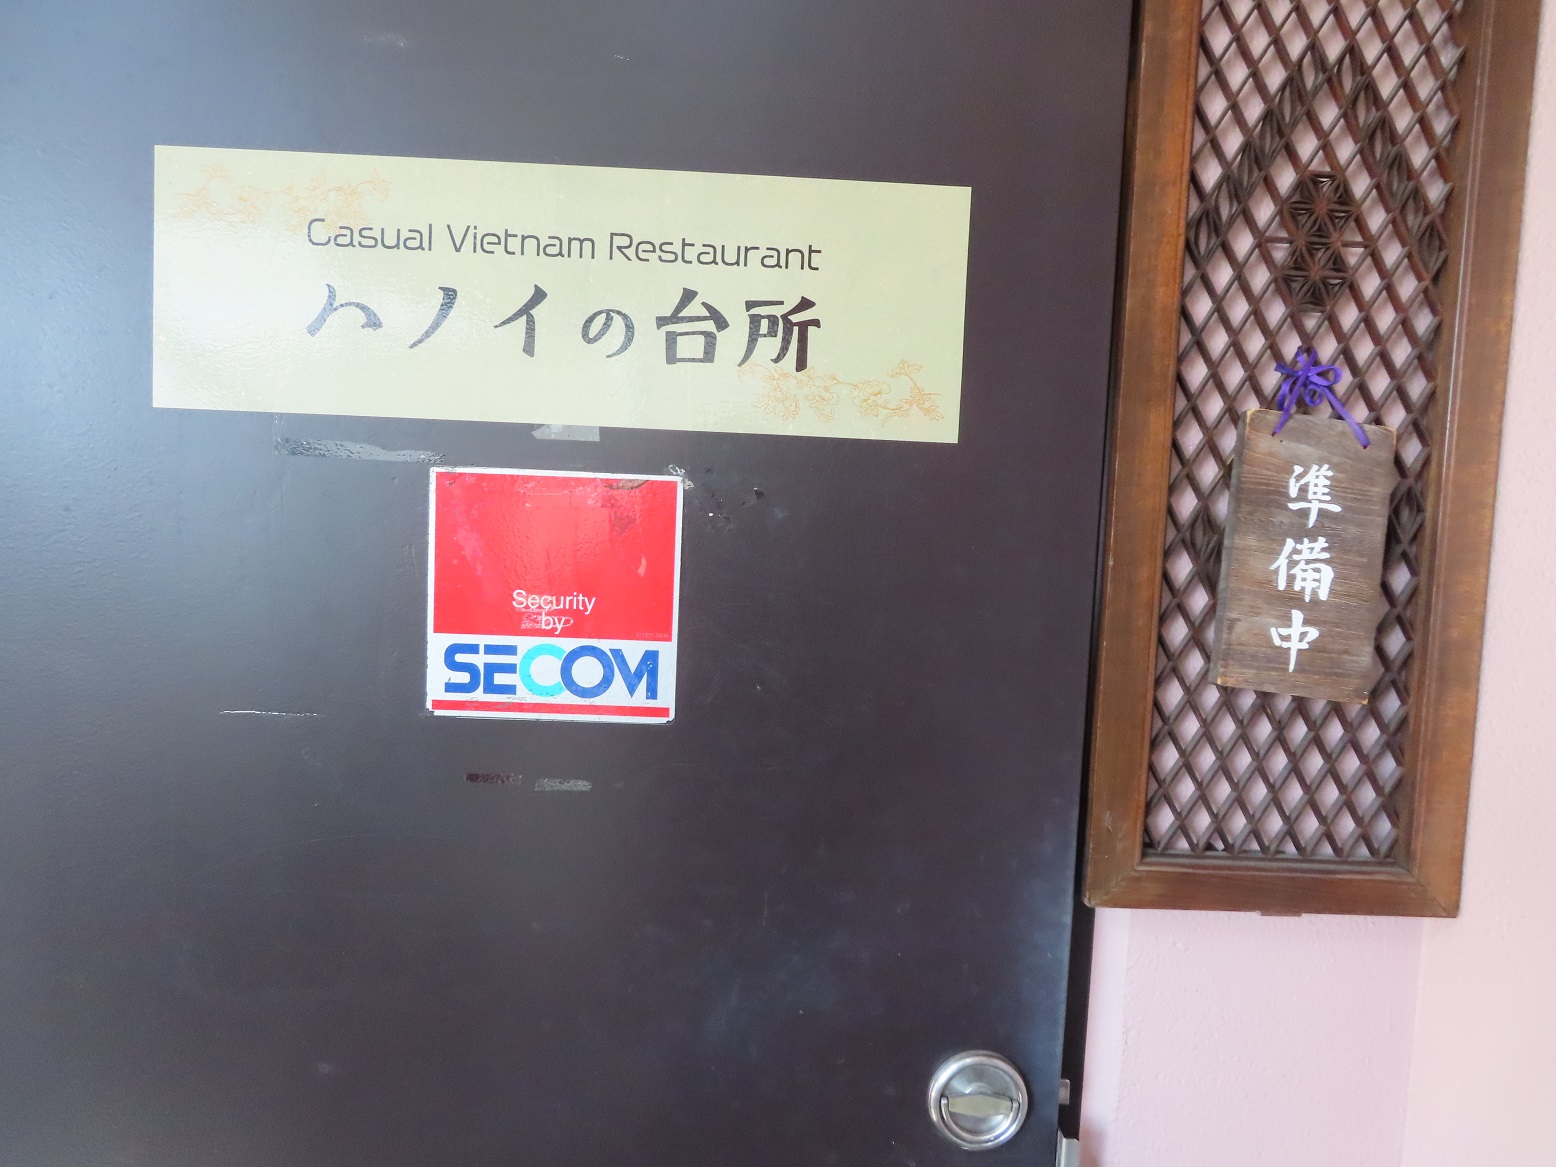 Casual Vietnam Restaurant
ハノイの台所
Security
by
SECOM
準備中